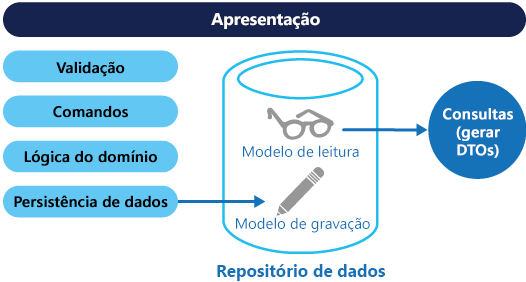 Apresentação
Validação
Comandos
Lógica do domínio
Persistência de dados
Modelo de leitura
Modelo de gravação
Repositório de dados
Consultas
(gerar
DTOs)